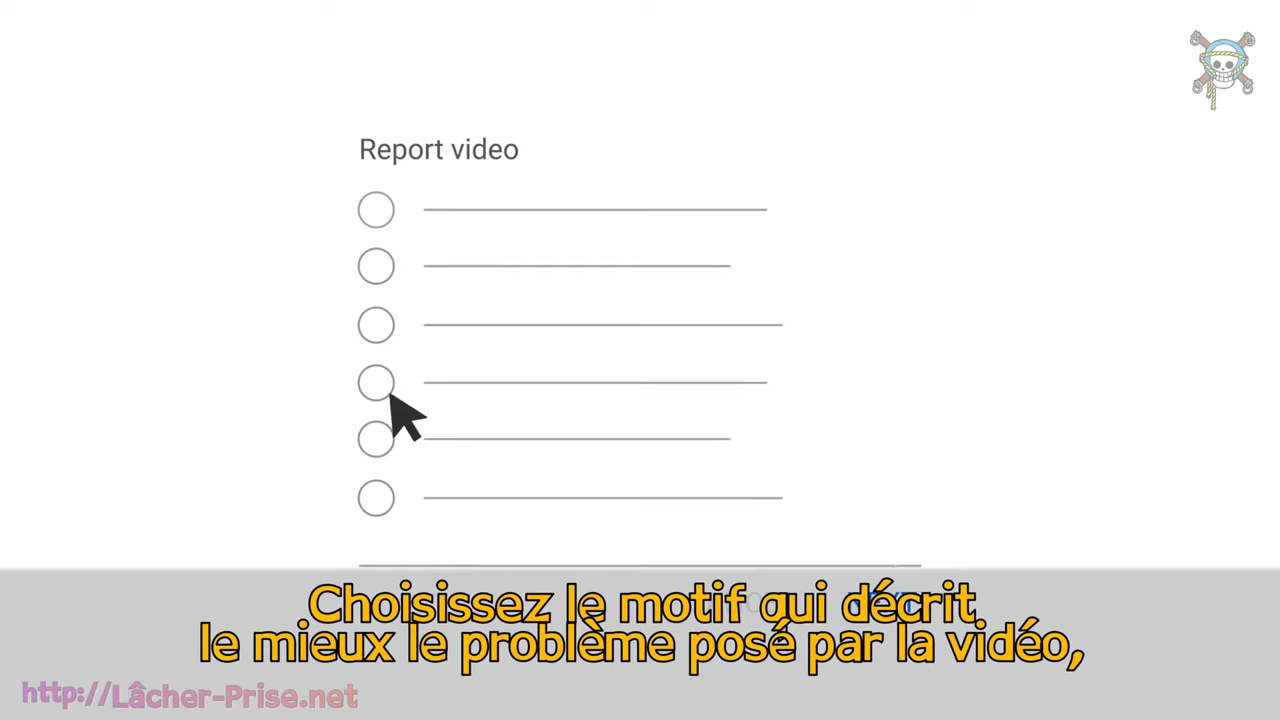 Report video
Choisissez le motif qui décrit
le mieux le problème posé par la vidéo,
http://Lâcher-Prise.net